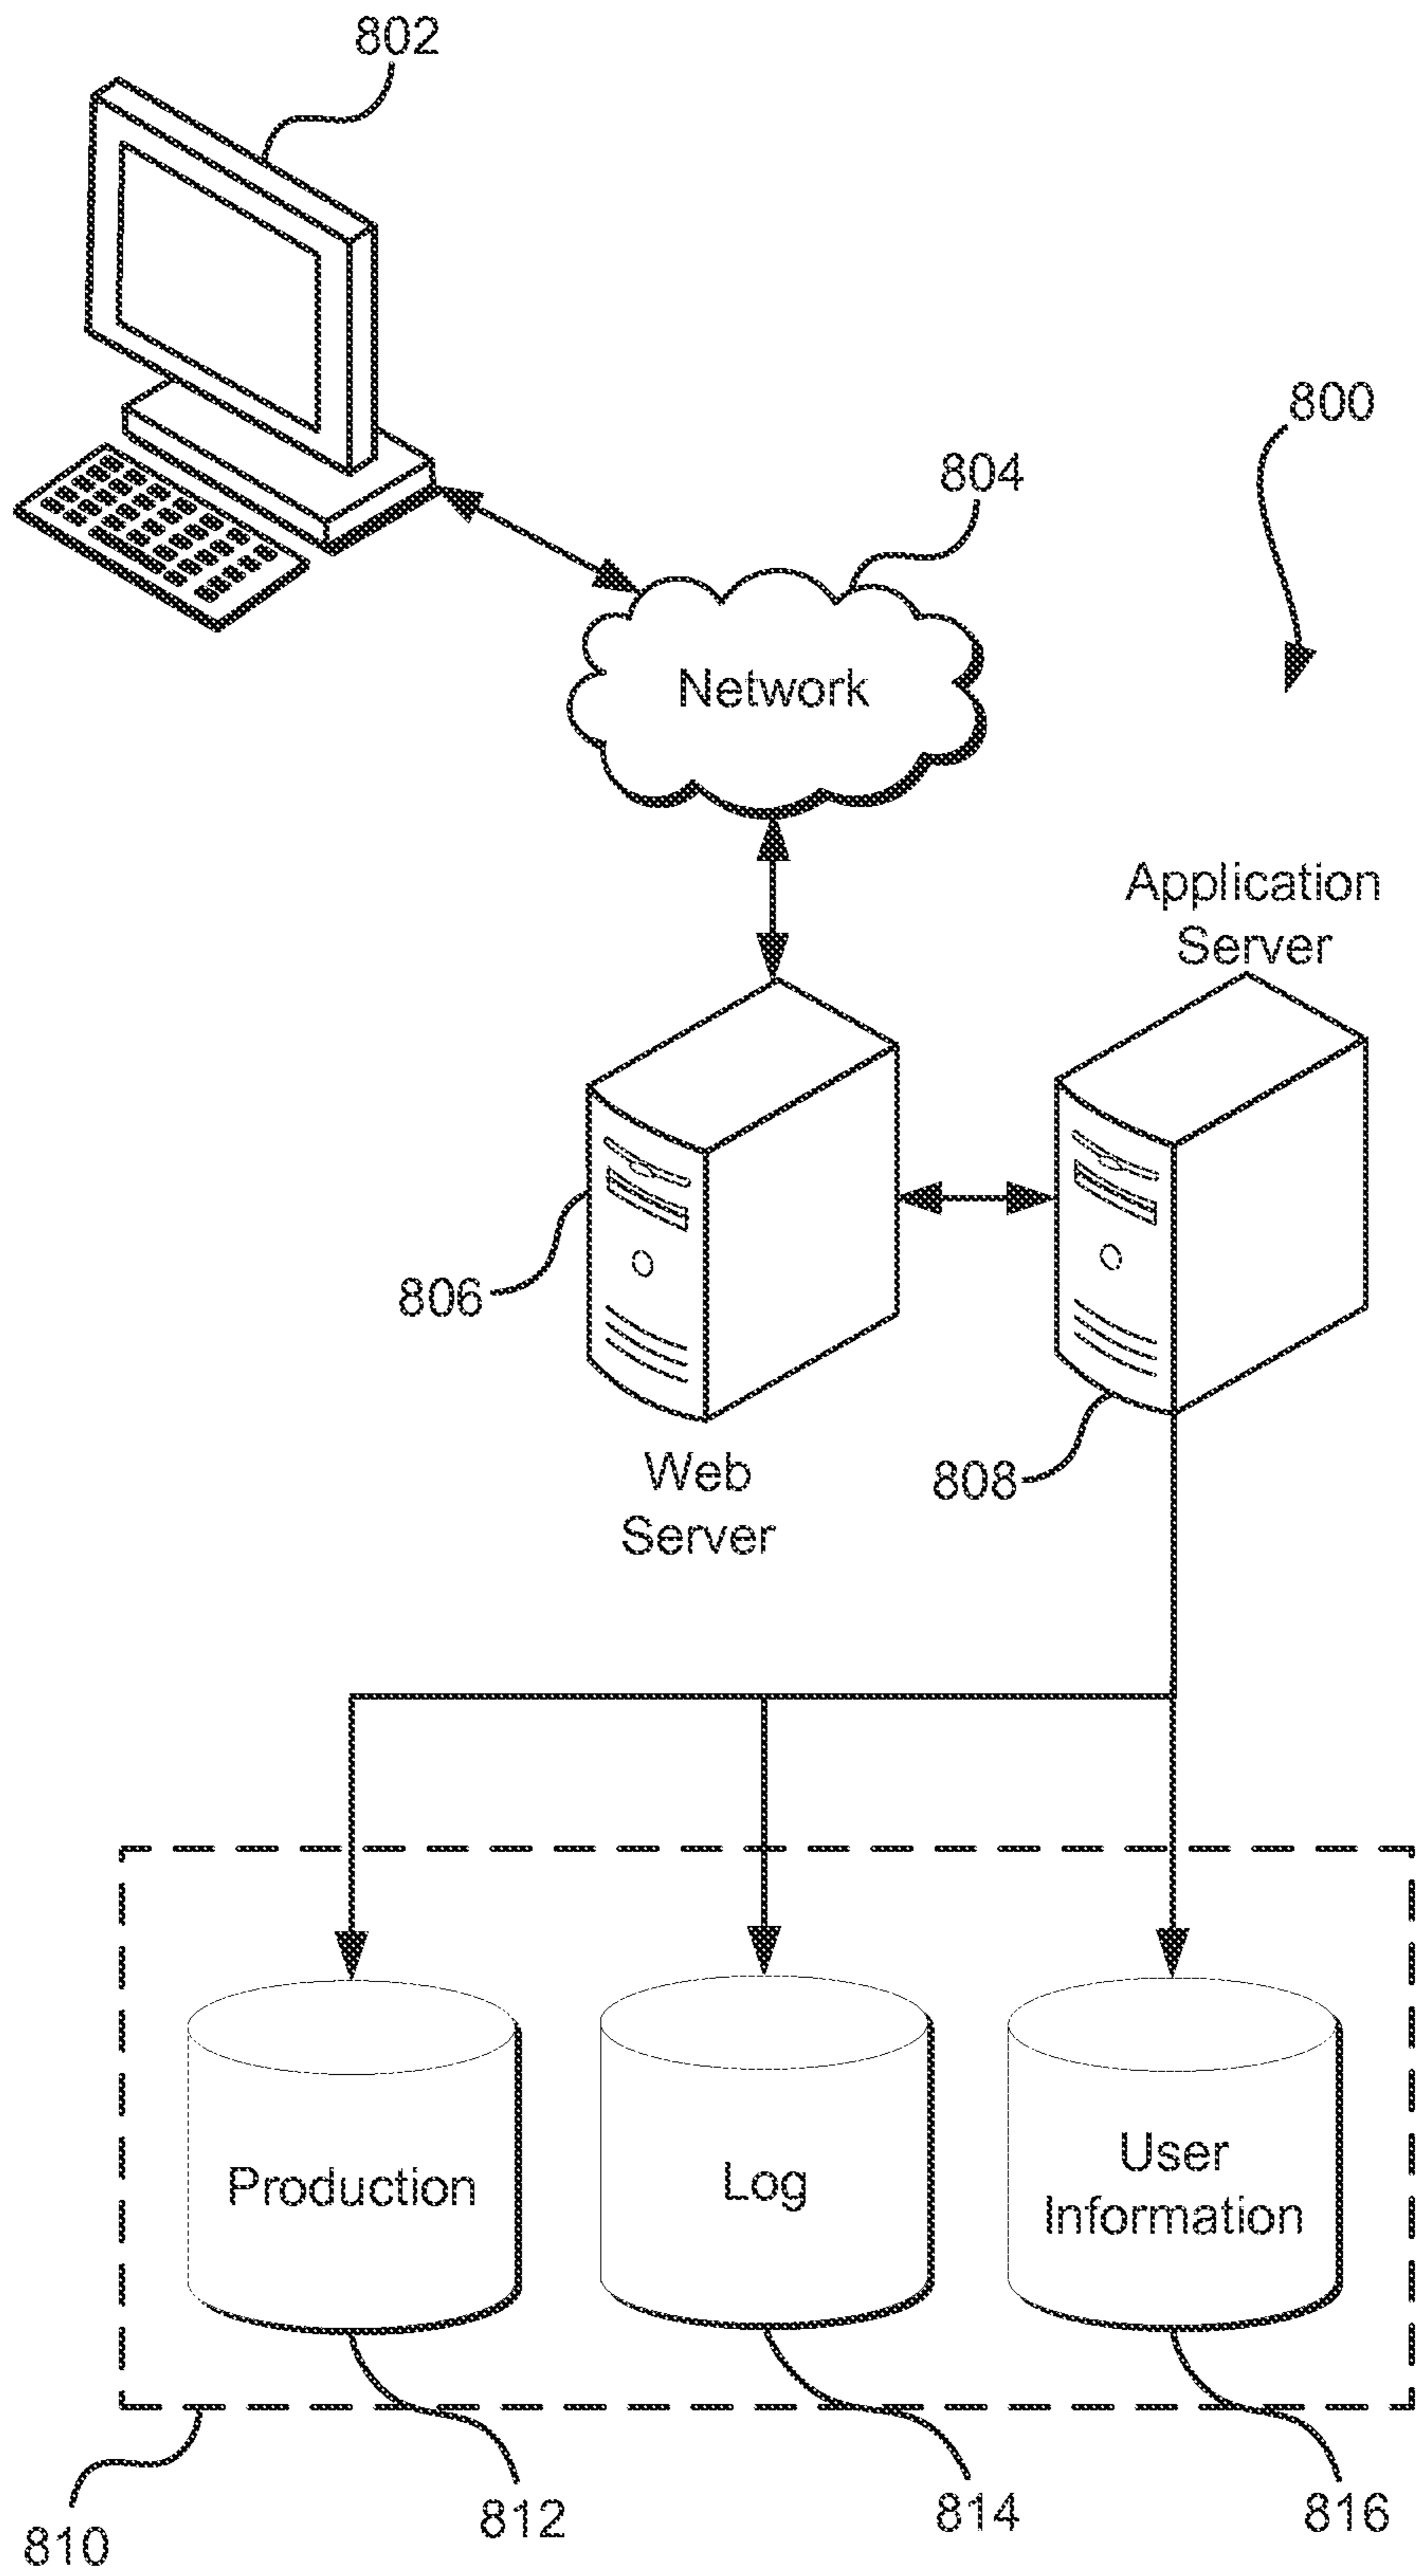 802
800
804
Network
Application
Server
806
Web
Server
808
Production
Log
User
Information
810
812
814
816